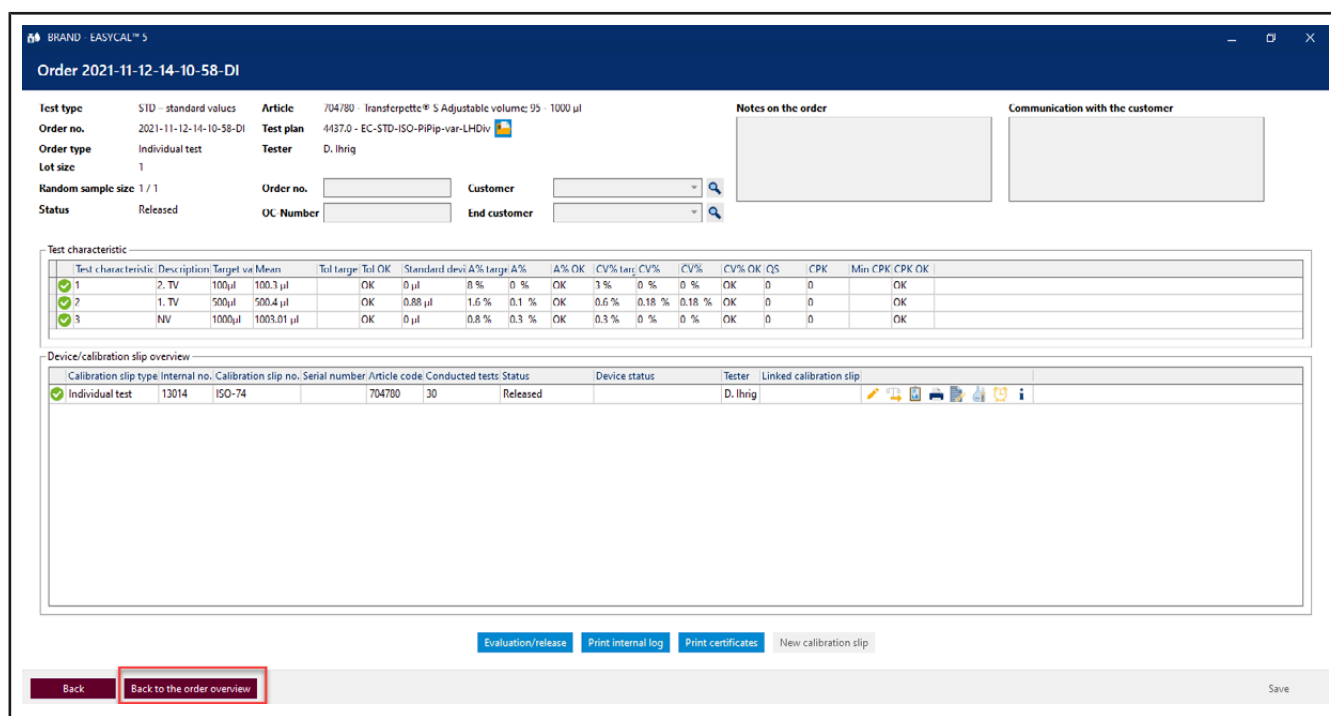 BRAND - EASYCAL™ 5
Order 2021-11-12-14-10-58-DI
Test type STD – standard values Article 704780 - Transferpette® S Adjustable volume; 95 - 1000 µl Notes on the order Communication with the customer
Order no. 2021-11-12-14-10-58-DI Test plan 4437.0 - EC-STD-ISO-PiPip-var-LHDiv
Order type Individual test Tester D. Ihrig
Lot size 1
Random sample size 1 / 1 Order no. Customer
Status Released OC-Number End customer
Test characteristic
Test characteristic Description Target va Mean Tol targe Tol OK Standard devi A% targe A% A% OK CV% targ CV% CV% CV% OK QS CPK Min CPK CPK OK
1 2. TV 100µl 100.3 µl OK 0 µl 8 % 0 % OK 3 % 0 % 0 % OK 0 0 OK
2 1. TV 500µl 500.4 µl OK 0.88 µl 1.6 % 0.1 % OK 0.6 % 0.18 % 0.18 % OK 0 0 OK
3 NV 1000µl 1003.01 µl OK 0 µl 0.8 % 0.3 % OK 0.3 % 0 % 0 % OK 0 0 OK
Device/calibration slip overview
Calibration slip type Internal no. Calibration slip no. Serial number Article code Conducted tests Status Device status Tester Linked calibration slip
Individual test 13014 ISO-74 704780 30 Released D. Ihrig
Evaluation/release Print internal log Print certificates New calibration slip
Back Back to the order overview Save